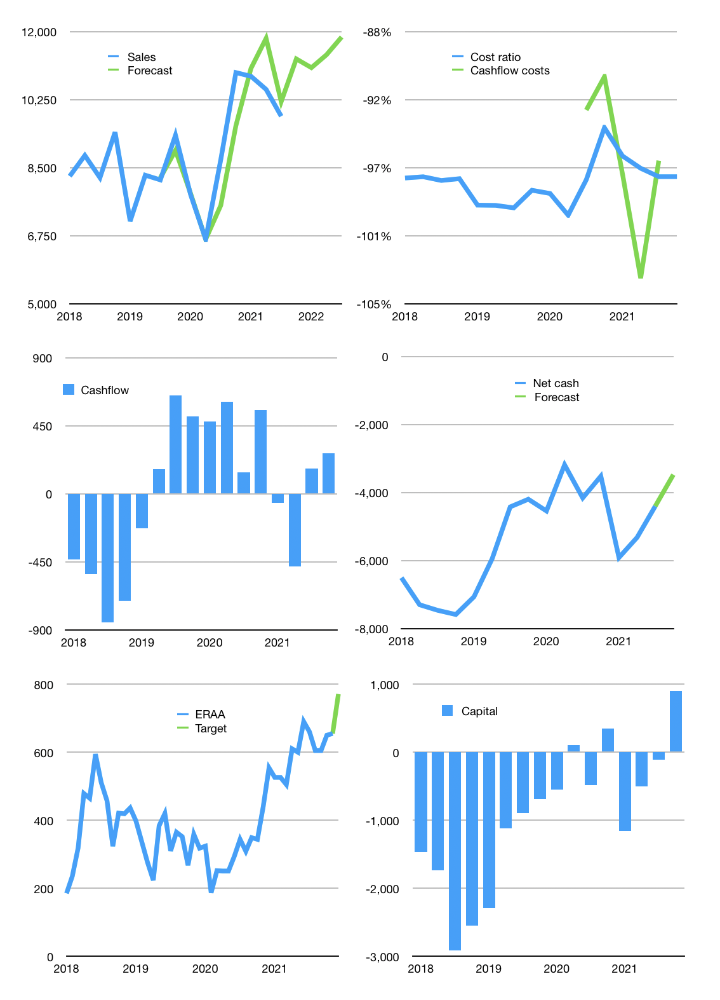 12,000
Sales
Forecast
10,250
8,500
6,750
5,000
2018 2019 2020 2021 2022
-88%
Cost ratio
Cashflow costs
-92%
-97%
-101%
-105%
2018 2019 2020 2021
900
Cashflow
450
0
-450
-900
2018 2019 2020 2021
0
Net cash
Forecast
-2,000
-4,000
-6,000
-8,000
2018 2019 2020 2021
800
ERAA
Target
600
400
200
0
2018 2019 2020 2021
1,000
Capital
0
-1,000
-2,000
-3,000
2018 2019 2020 2021